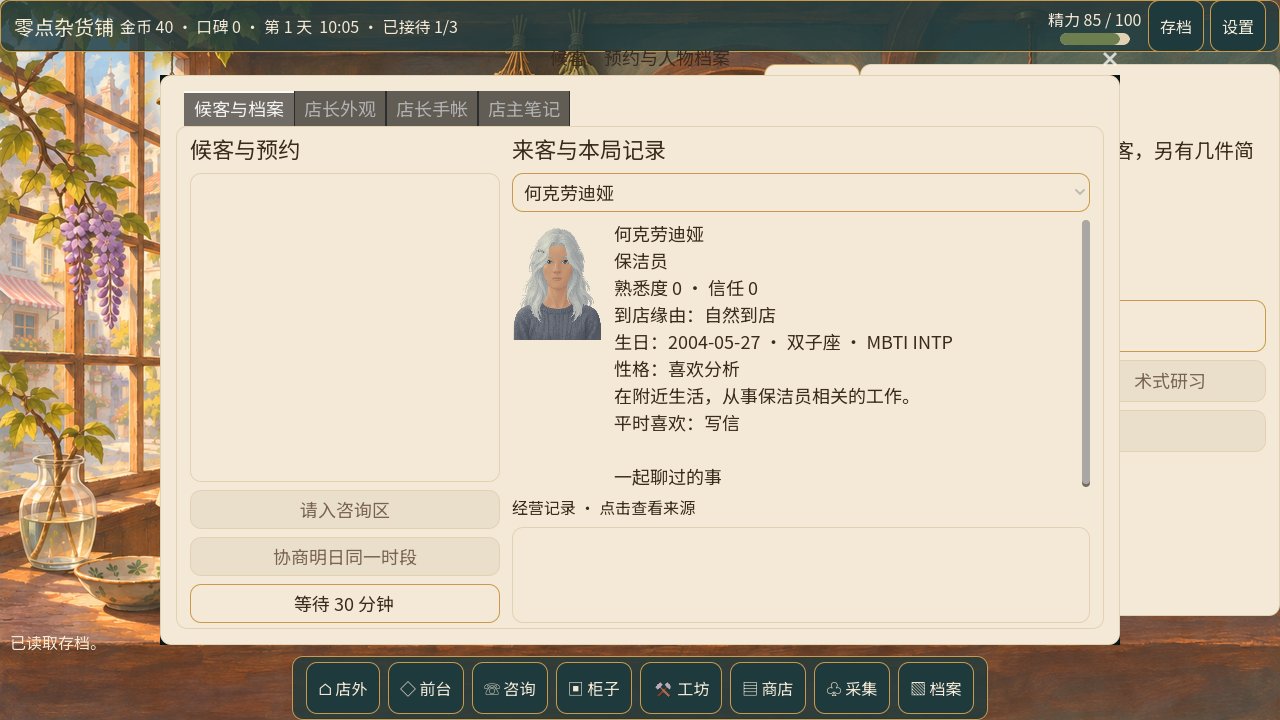 零点杂货铺 金币 40 · 口碑 0 · 第 1 天 10:05 · 已接待 1/3
精力 85 / 100
存档
设置
候客、预约与人物档案
×
候客与档案
店长外观
店长手帐
店主笔记
候客与预约
请入咨询区
协商明日同一时段
等待 30 分钟
来客与本局记录
何克劳迪娅
何克劳迪娅
保洁员
熟悉度 0 · 信任 0
到店缘由：自然到店
生日：2004-05-27 · 双子座 · MBTI INTP
性格：喜欢分析
在附近生活，从事保洁员相关的工作。
平时喜欢：写信
一起聊过的事
经营记录 · 点击查看来源
客，另有几件简
术式研习
已读取存档。
店外
前台
咨询
柜子
工坊
商店
采集
档案